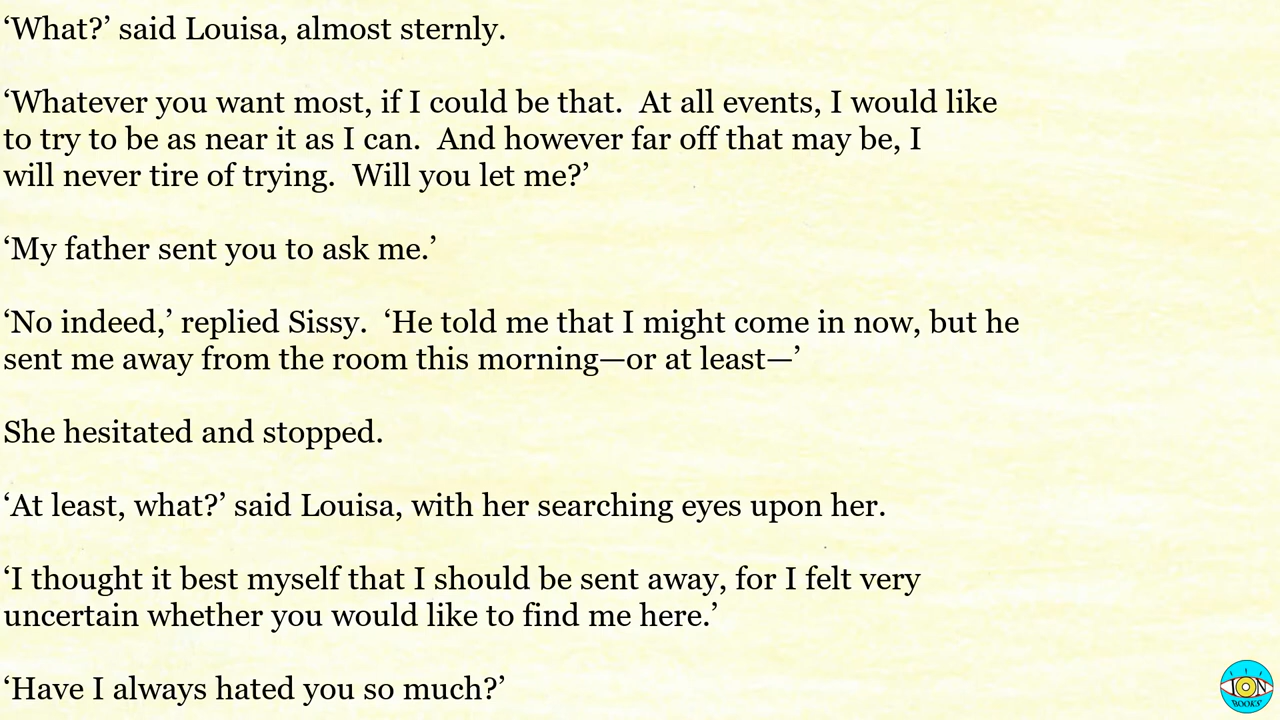 ‘What?’ said Louisa, almost sternly.
‘Whatever you want most, if I could be that.  At all events, I would like
to try to be as near it as I can.  And however far off that may be, I
will never tire of trying.  Will you let me?’
‘My father sent you to ask me.’
‘No indeed,’ replied Sissy.  ‘He told me that I might come in now, but he
sent me away from the room this morning—or at least—’
She hesitated and stopped.
‘At least, what?’ said Louisa, with her searching eyes upon her.
‘I thought it best myself that I should be sent away, for I felt very
uncertain whether you would like to find me here.’
‘Have I always hated you so much?’
ION
BOOKS